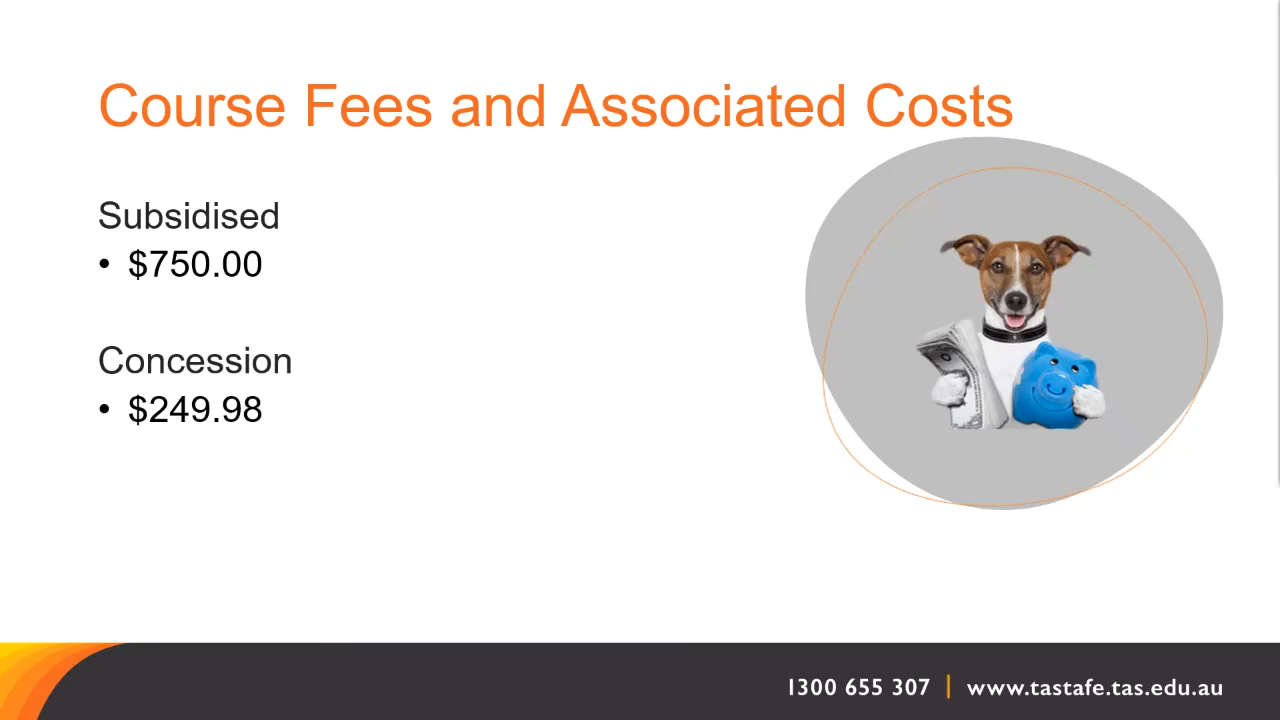 Course Fees and Associated Costs
Subsidised
• $750.00
Concession
• $249.98
1300 655 307 | www.tastafe.tas.edu.au